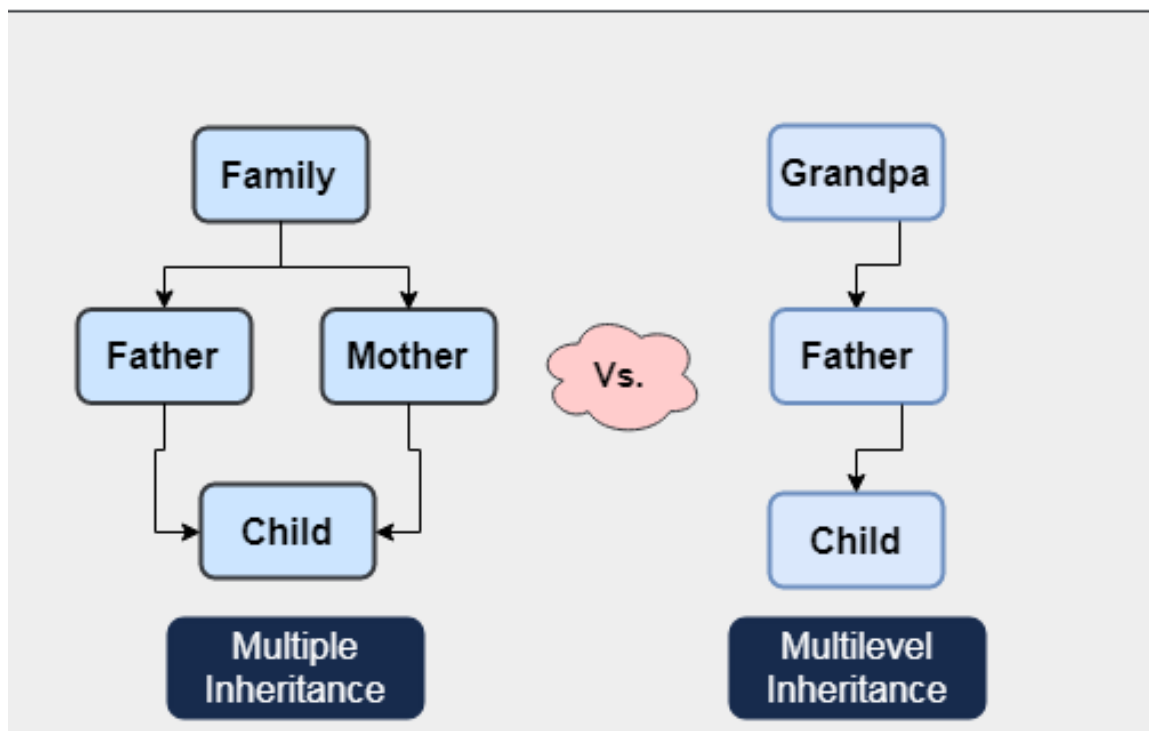 Family
Father
Mother
Child
Multiple
Inheritance
Vs.
Grandpa
Father
Child
Multilevel
Inheritance